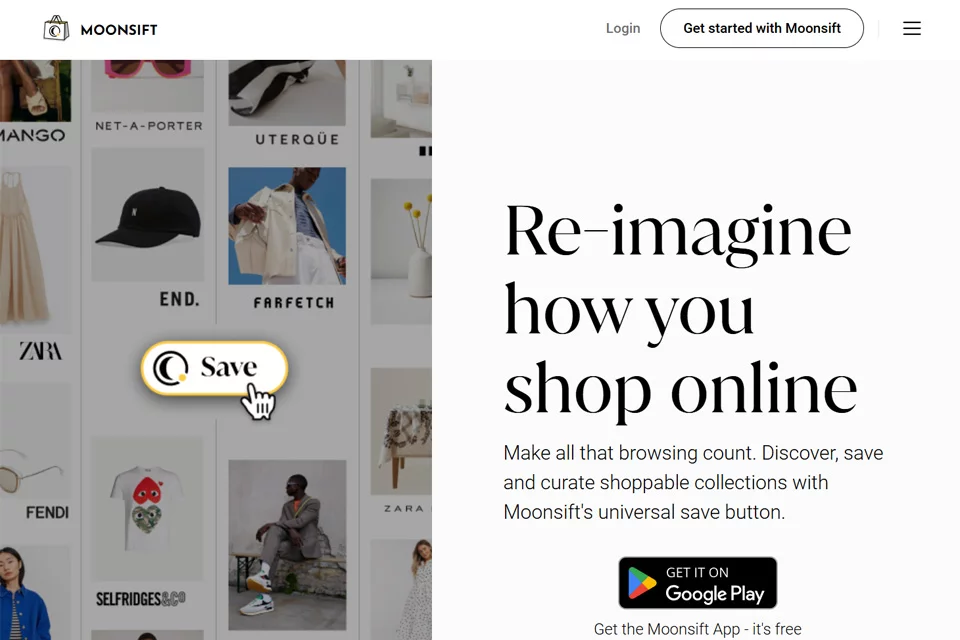 MOONSIFT
Login
Get started with Moonsift
MANGO
NET-A-PORTER
UTERQÜE
END.
FARFETCH
ZARA
Save
FENDI
ZARA
SELFRIDGES&CO
Re-imagine
how you
shop online
Make all that browsing count. Discover, save
and curate shoppable collections with
Moonsift's universal save button.
GET IT ON
Google Play
Get the Moonsift App - it's free